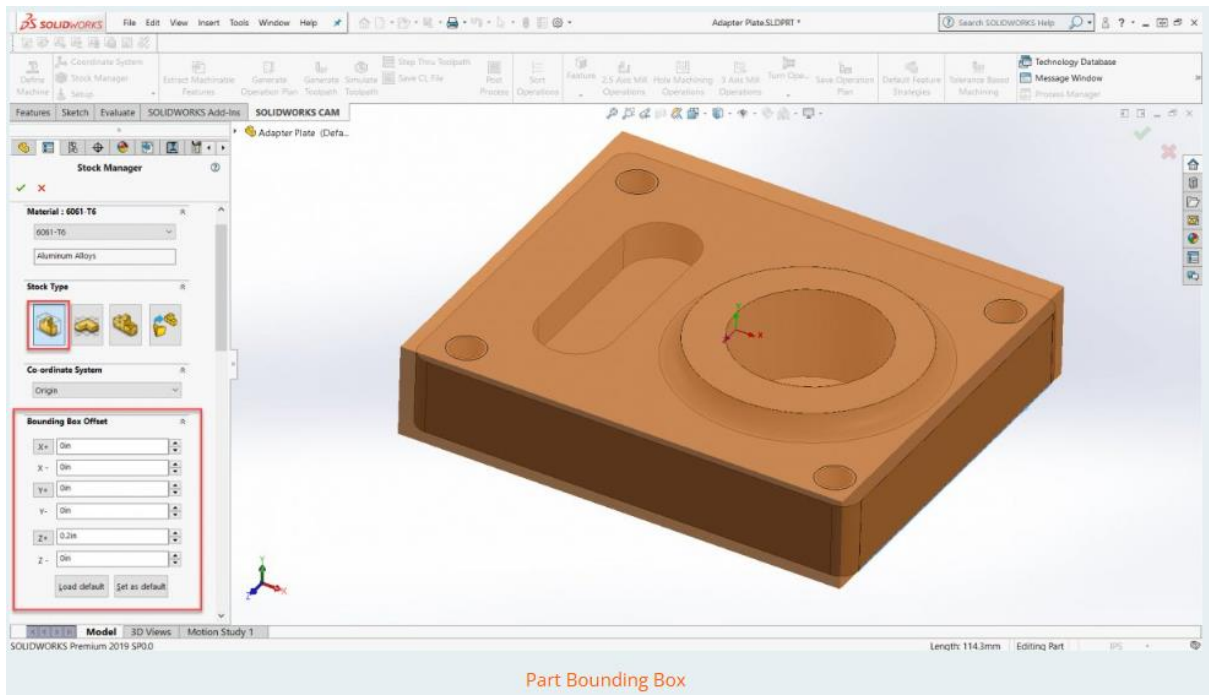 SOLIDWORKS File Edit View Insert Tools Window Help Adapter Plate.SLDPRT * Search SOLIDWORKS Help
Define Machine Coordinate System Stock Manager Setup Extract Machinable Features Generate Operation Plan Generate Toolpath Simulate Toolpath Step Thru Toolpath Save CL File Post Process Sort Operations Feature 2.5 Axis Mill Operations Hole Machining Operations 3 Axis Mill Operations Turn Ope... Save Operation Plan Default Feature Strategies Tolerance Based Machining Technology Database Message Window Process Manager
Features Sketch Evaluate SOLIDWORKS Add-Ins SOLIDWORKS CAM
Adapter Plate (Defa...
Stock Manager
Material : 6061-T6
6061-T6
Aluminum Alloys
Stock Type
Co-ordinate System
Origin
Bounding Box Offset
X+ 0in
X- 0in
Y+ 0in
Y- 0in
Z+ 0.2in
Z- 0in
Load default Set as default
Y
X
Y
X
Z
Model 3D Views Motion Study 1
SOLIDWORKS Premium 2019 SP0.0 Length: 114.3mm Editing Part IPS
Part Bounding Box